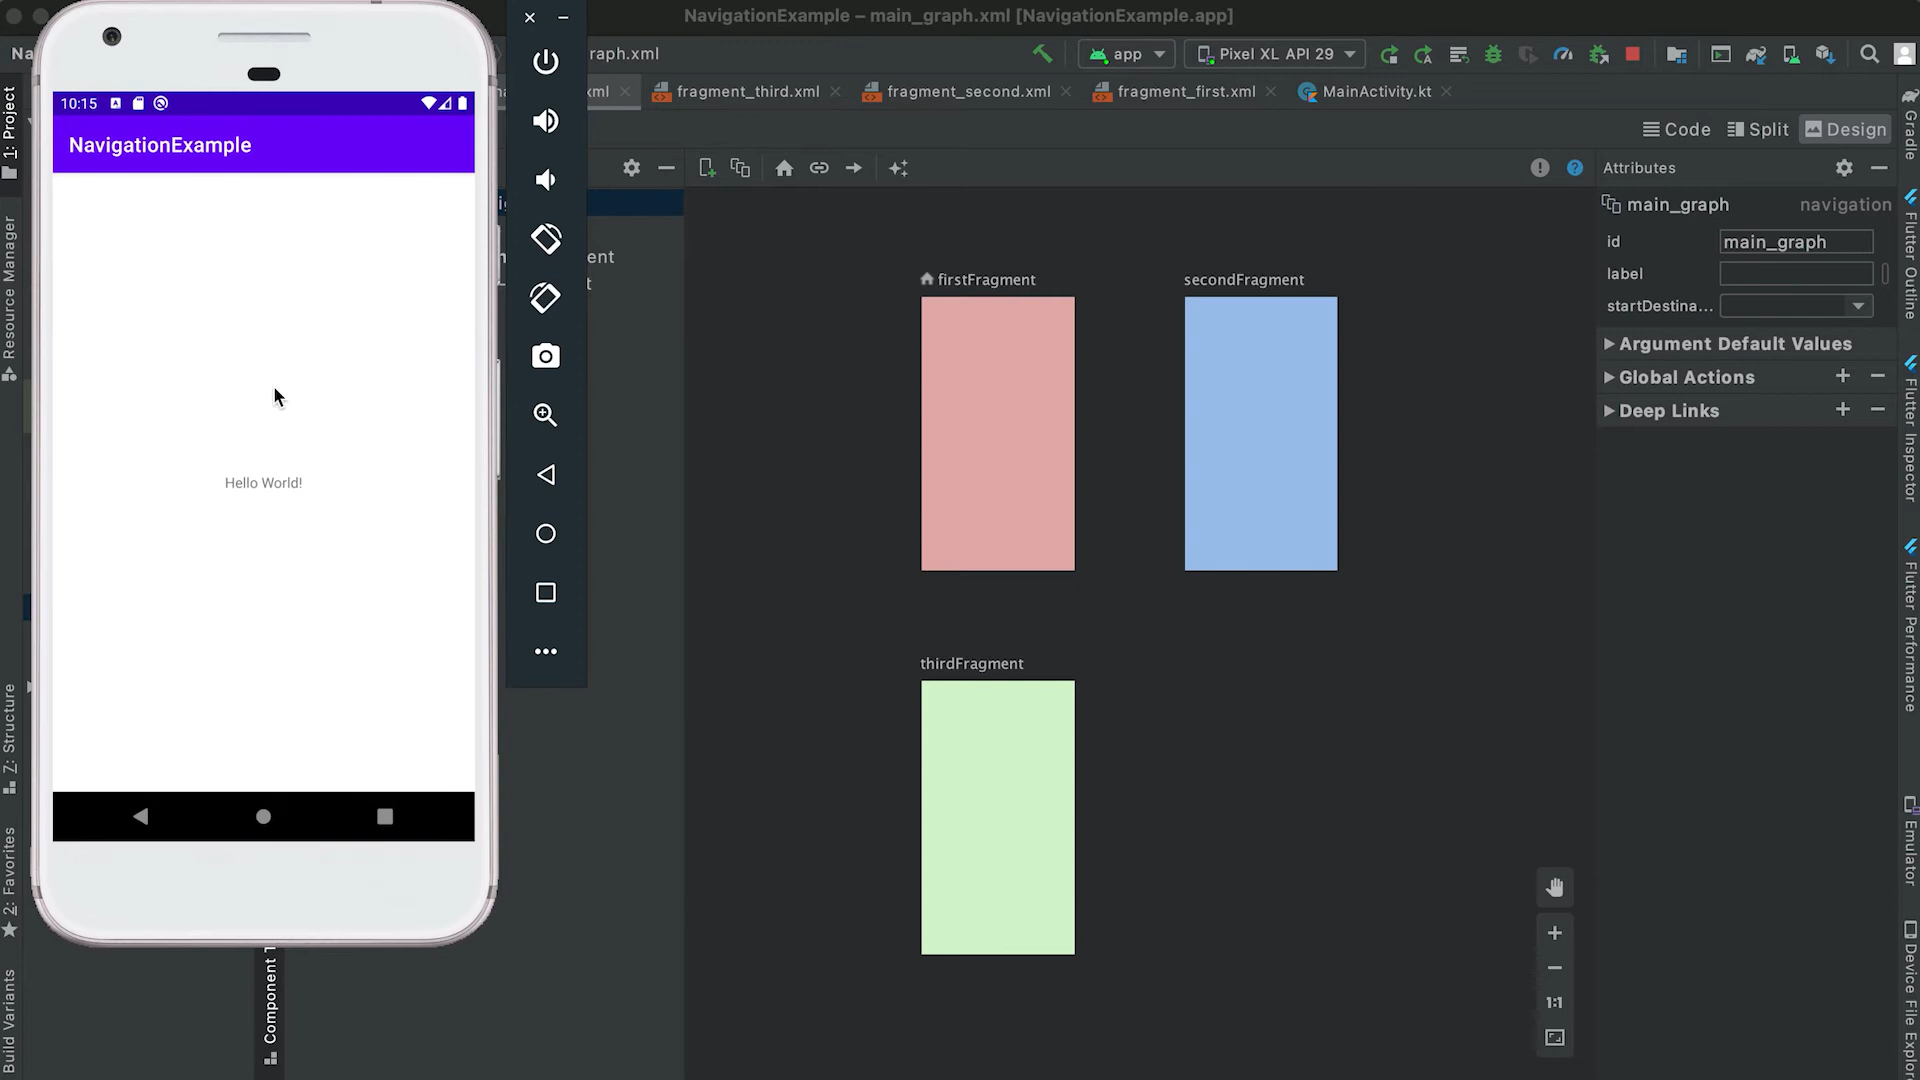 NavigationExample – main_graph.xml [NavigationExample.app]
Na
raph.xml
app
Pixel XL API 29
ml
fragment_third.xml
fragment_second.xml
fragment_first.xml
MainActivity.kt
Code
Split
Design
10:15
NavigationExample
Hello World!
ent
t
firstFragment
secondFragment
thirdFragment
1:1
Attributes
main_graph
navigation
id
main_graph
label
startDestina...
Argument Default Values
Global Actions
Deep Links
1: Project
Resource Manager
Z: Structure
2: Favorites
Build Variants
Component T
Gradle
Flutter Outline
Flutter Inspector
Flutter Performance
Emulator
Device File Explor